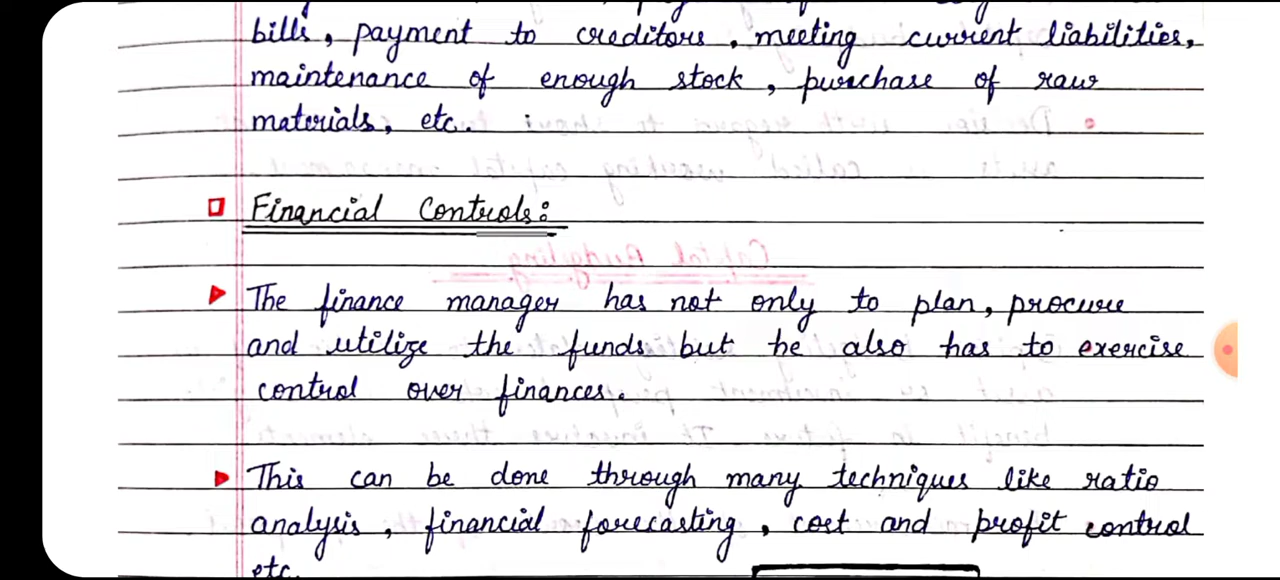 bills, payment to creditors, meeting current liabilities,
maintenance of enough stock, purchase of raw
materials, etc.
Financial Controls:
The finance manager has not only to plan, procure
and utilize the funds but he also has to exercise
control over finances.
This can be done through many techniques like ratio
analysis, financial forecasting, cost and profit control
etc.